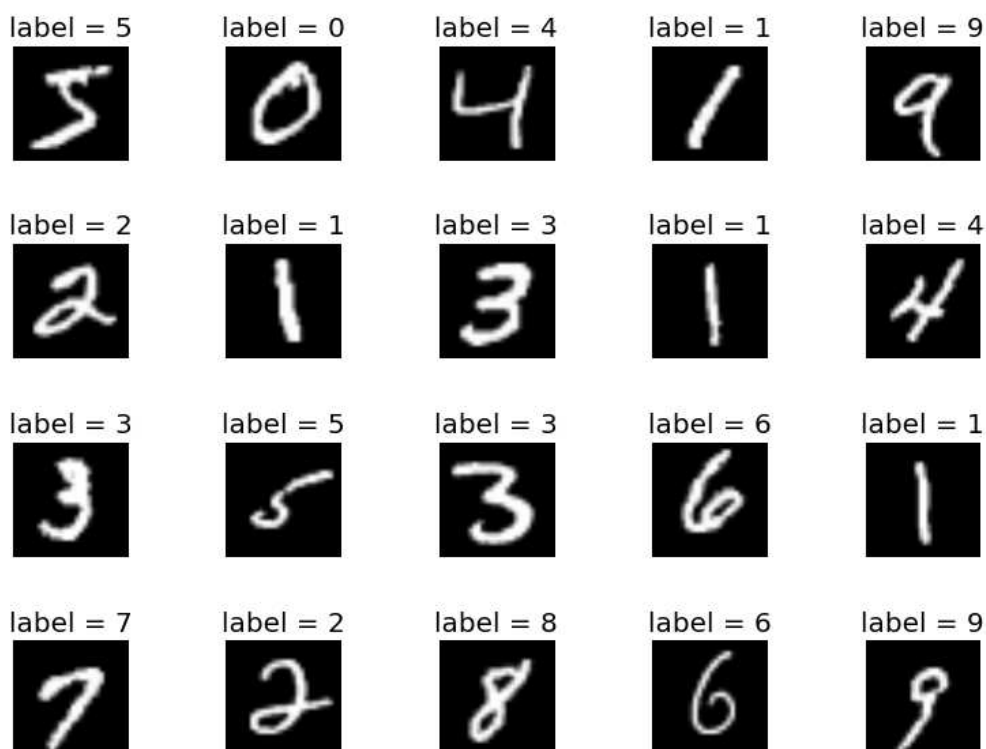 label = 5 label = 0 label = 4 label = 1 label = 9
5 0 4 1 9
label = 2 label = 1 label = 3 label = 1 label = 4
2 1 3 1 4
label = 3 label = 5 label = 3 label = 6 label = 1
3 5 3 6 1
label = 7 label = 2 label = 8 label = 6 label = 9
7 2 8 6 9